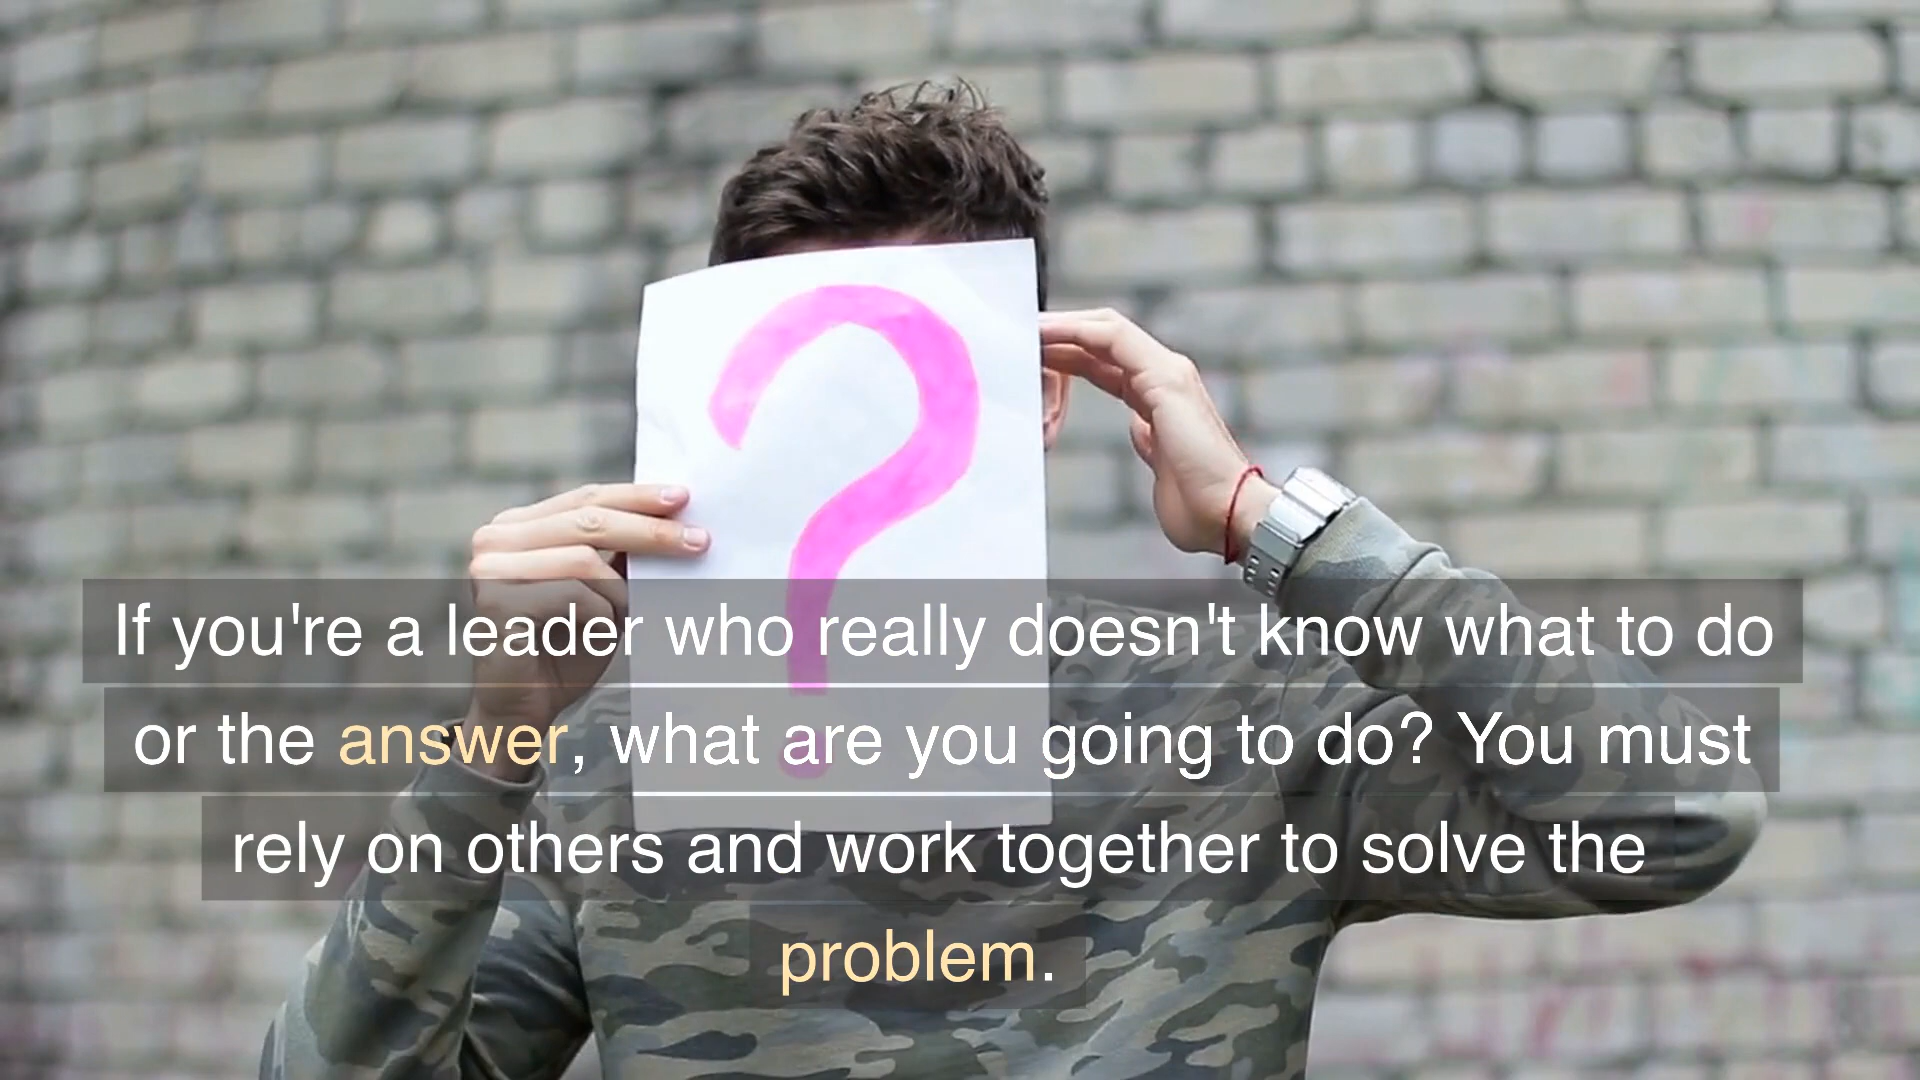 ?
If you're a leader who really doesn't know what to do
or the answer, what are you going to do? You must
rely on others and work together to solve the
problem.